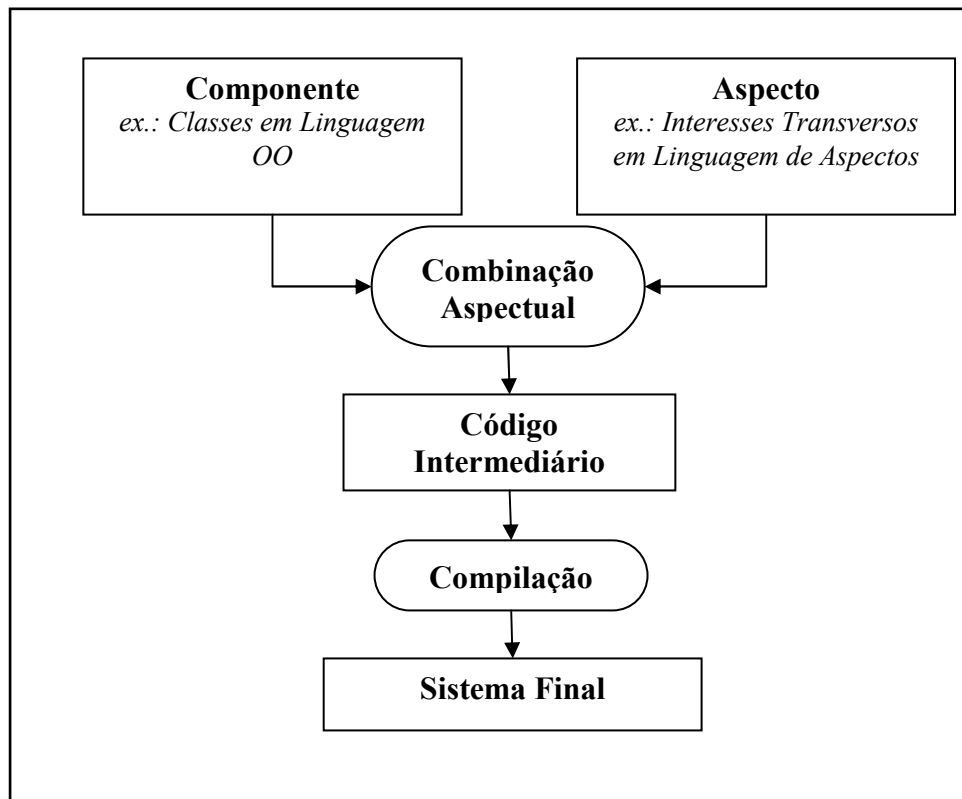 Componente
ex.: Classes em Linguagem
OO
Aspecto
ex.: Interesses Transversos
em Linguagem de Aspectos
Combinação
Aspectual
Código
Intermediário
Compilação
Sistema Final